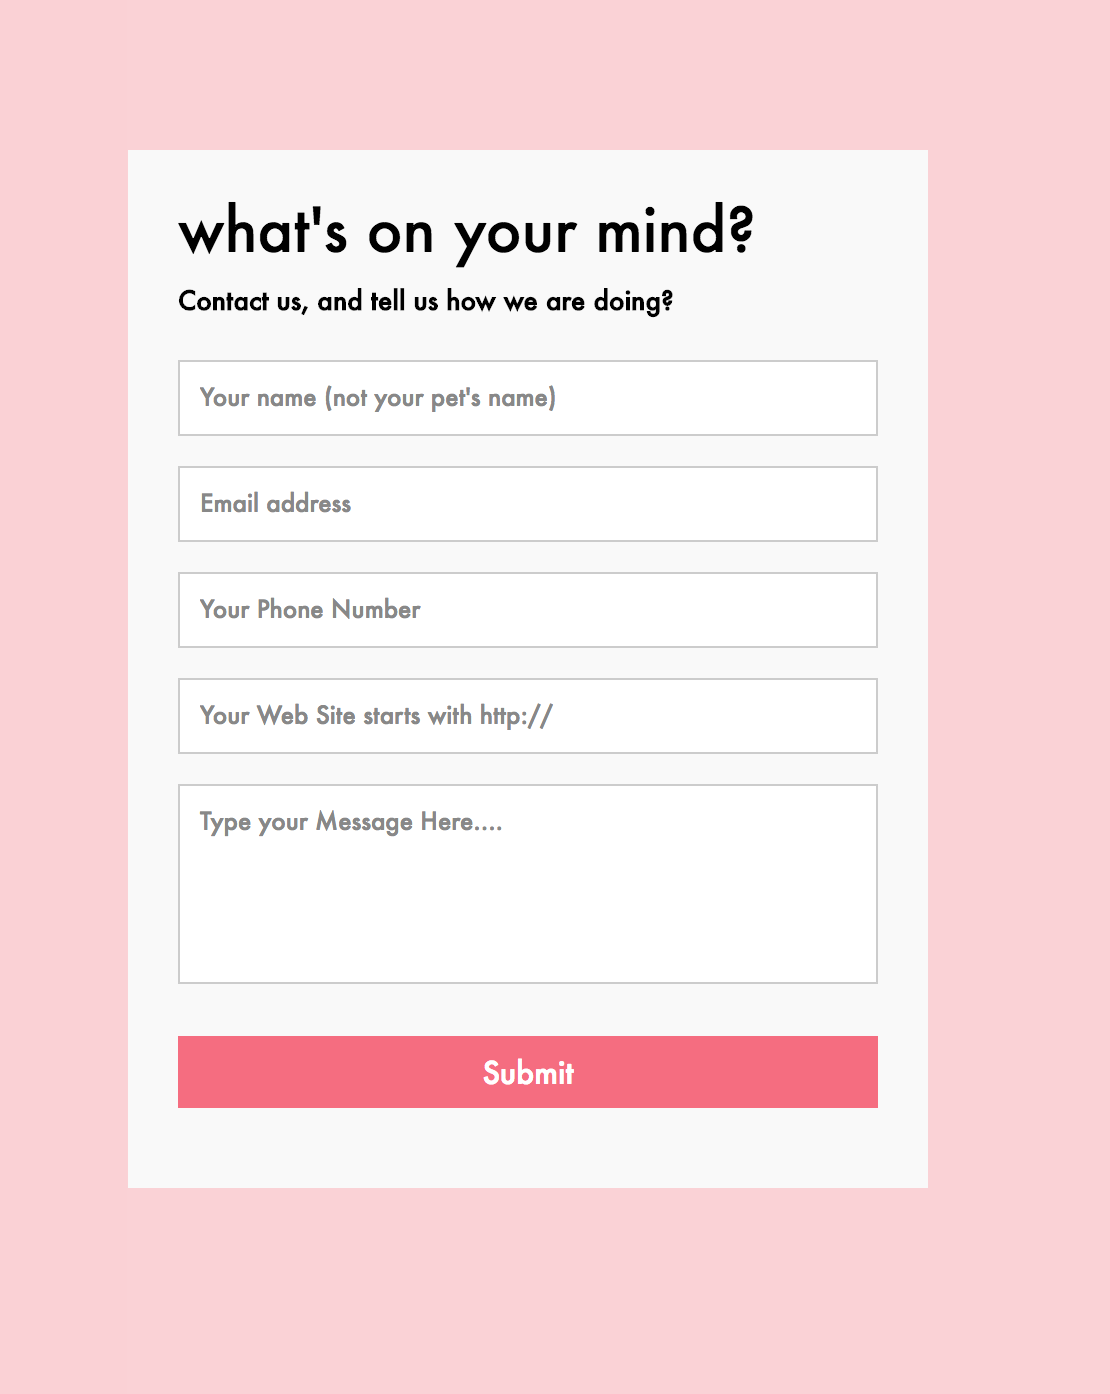 what's on your mind?
Contact us, and tell us how we are doing?
Your name (not your pet's name)
Email address
Your Phone Number
Your Web Site starts with http://
Type your Message Here....
Submit